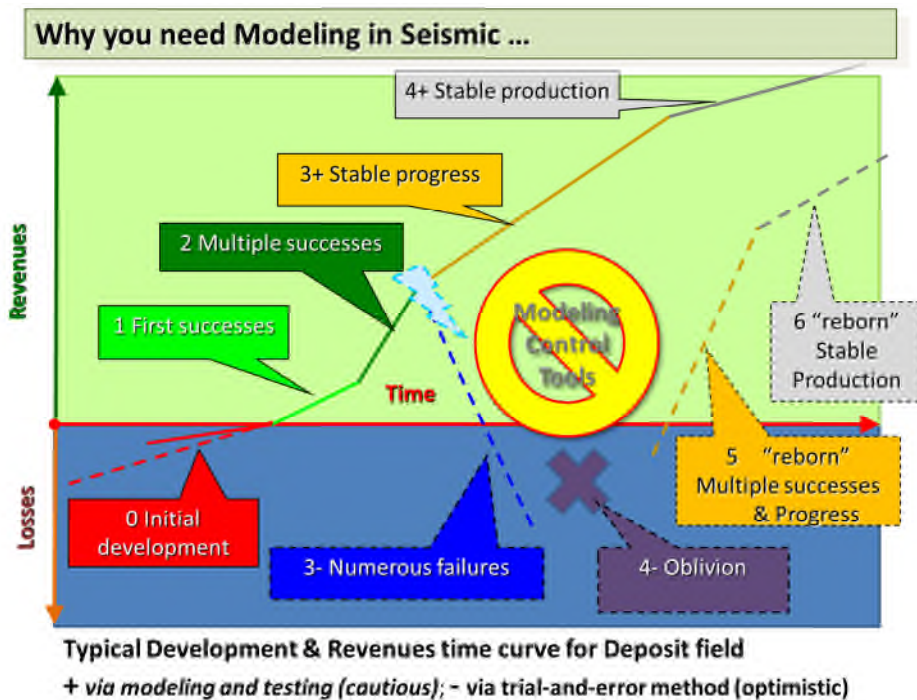 Why you need Modeling in Seismic ...
4+ Stable production
3+ Stable progress
2 Multiple successes
1 First successes
Revenues
Modeling
Central
Tools
6 “reborn”
Stable
Production
Time
Losses
0 Initial
development
3- Numerous failures
4- Oblivion
5 “reborn”
Multiple successes
& Progress
Typical Development & Revenues time curve for Deposit field
+ via modeling and testing (cautious); - via trial-and-error method (optimistic)